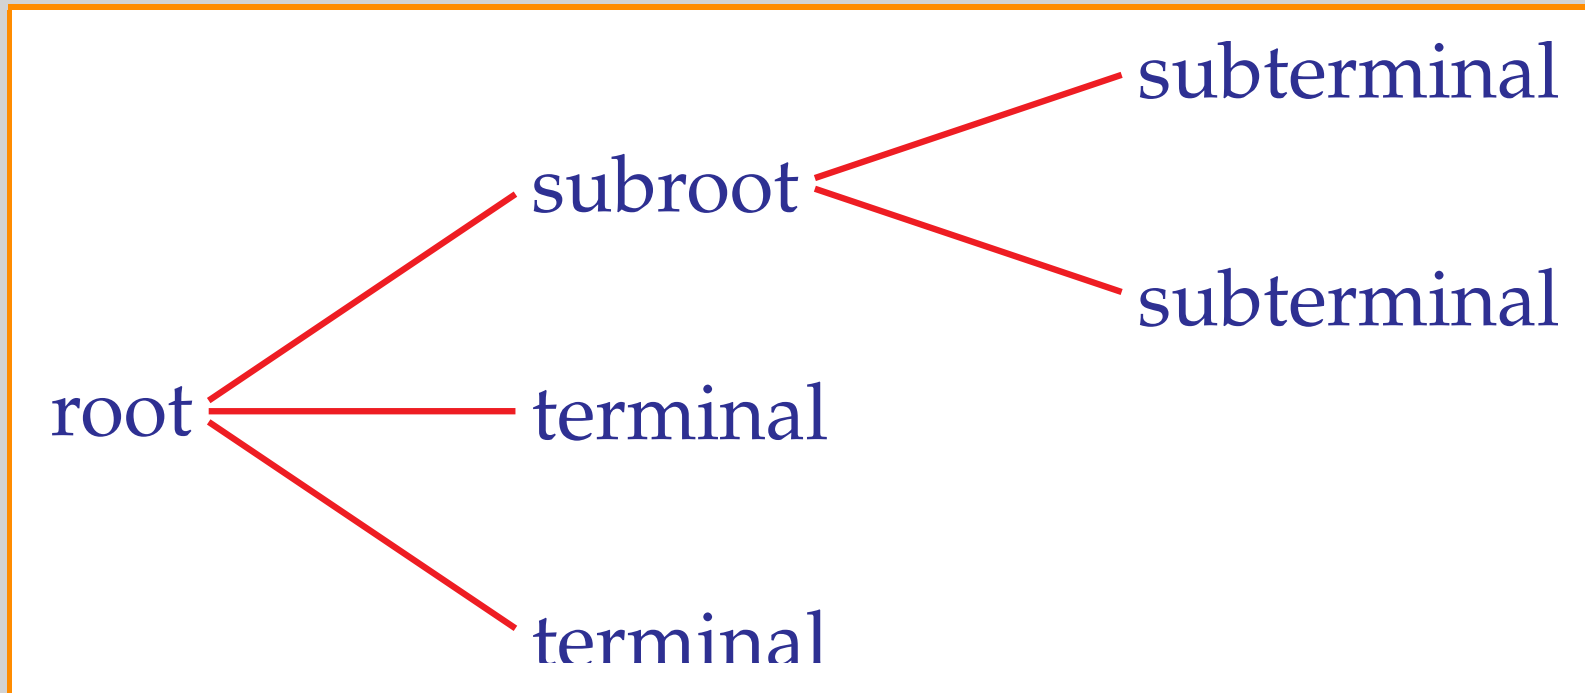 subterminal
subroot
subterminal
root
terminal
terminal